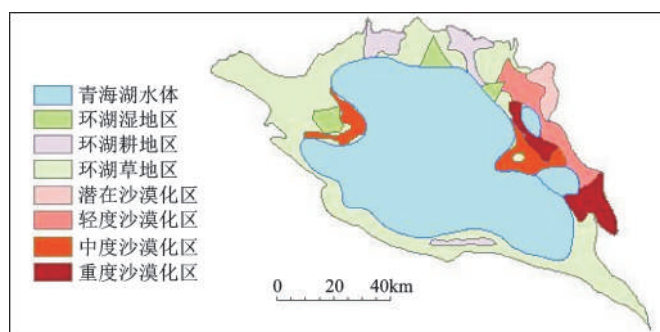 青海湖水体
环湖湿地区
环湖耕地区
环湖草地区
潜在沙漠化区
轻度沙漠化区
中度沙漠化区
重度沙漠化区
0 20 40km